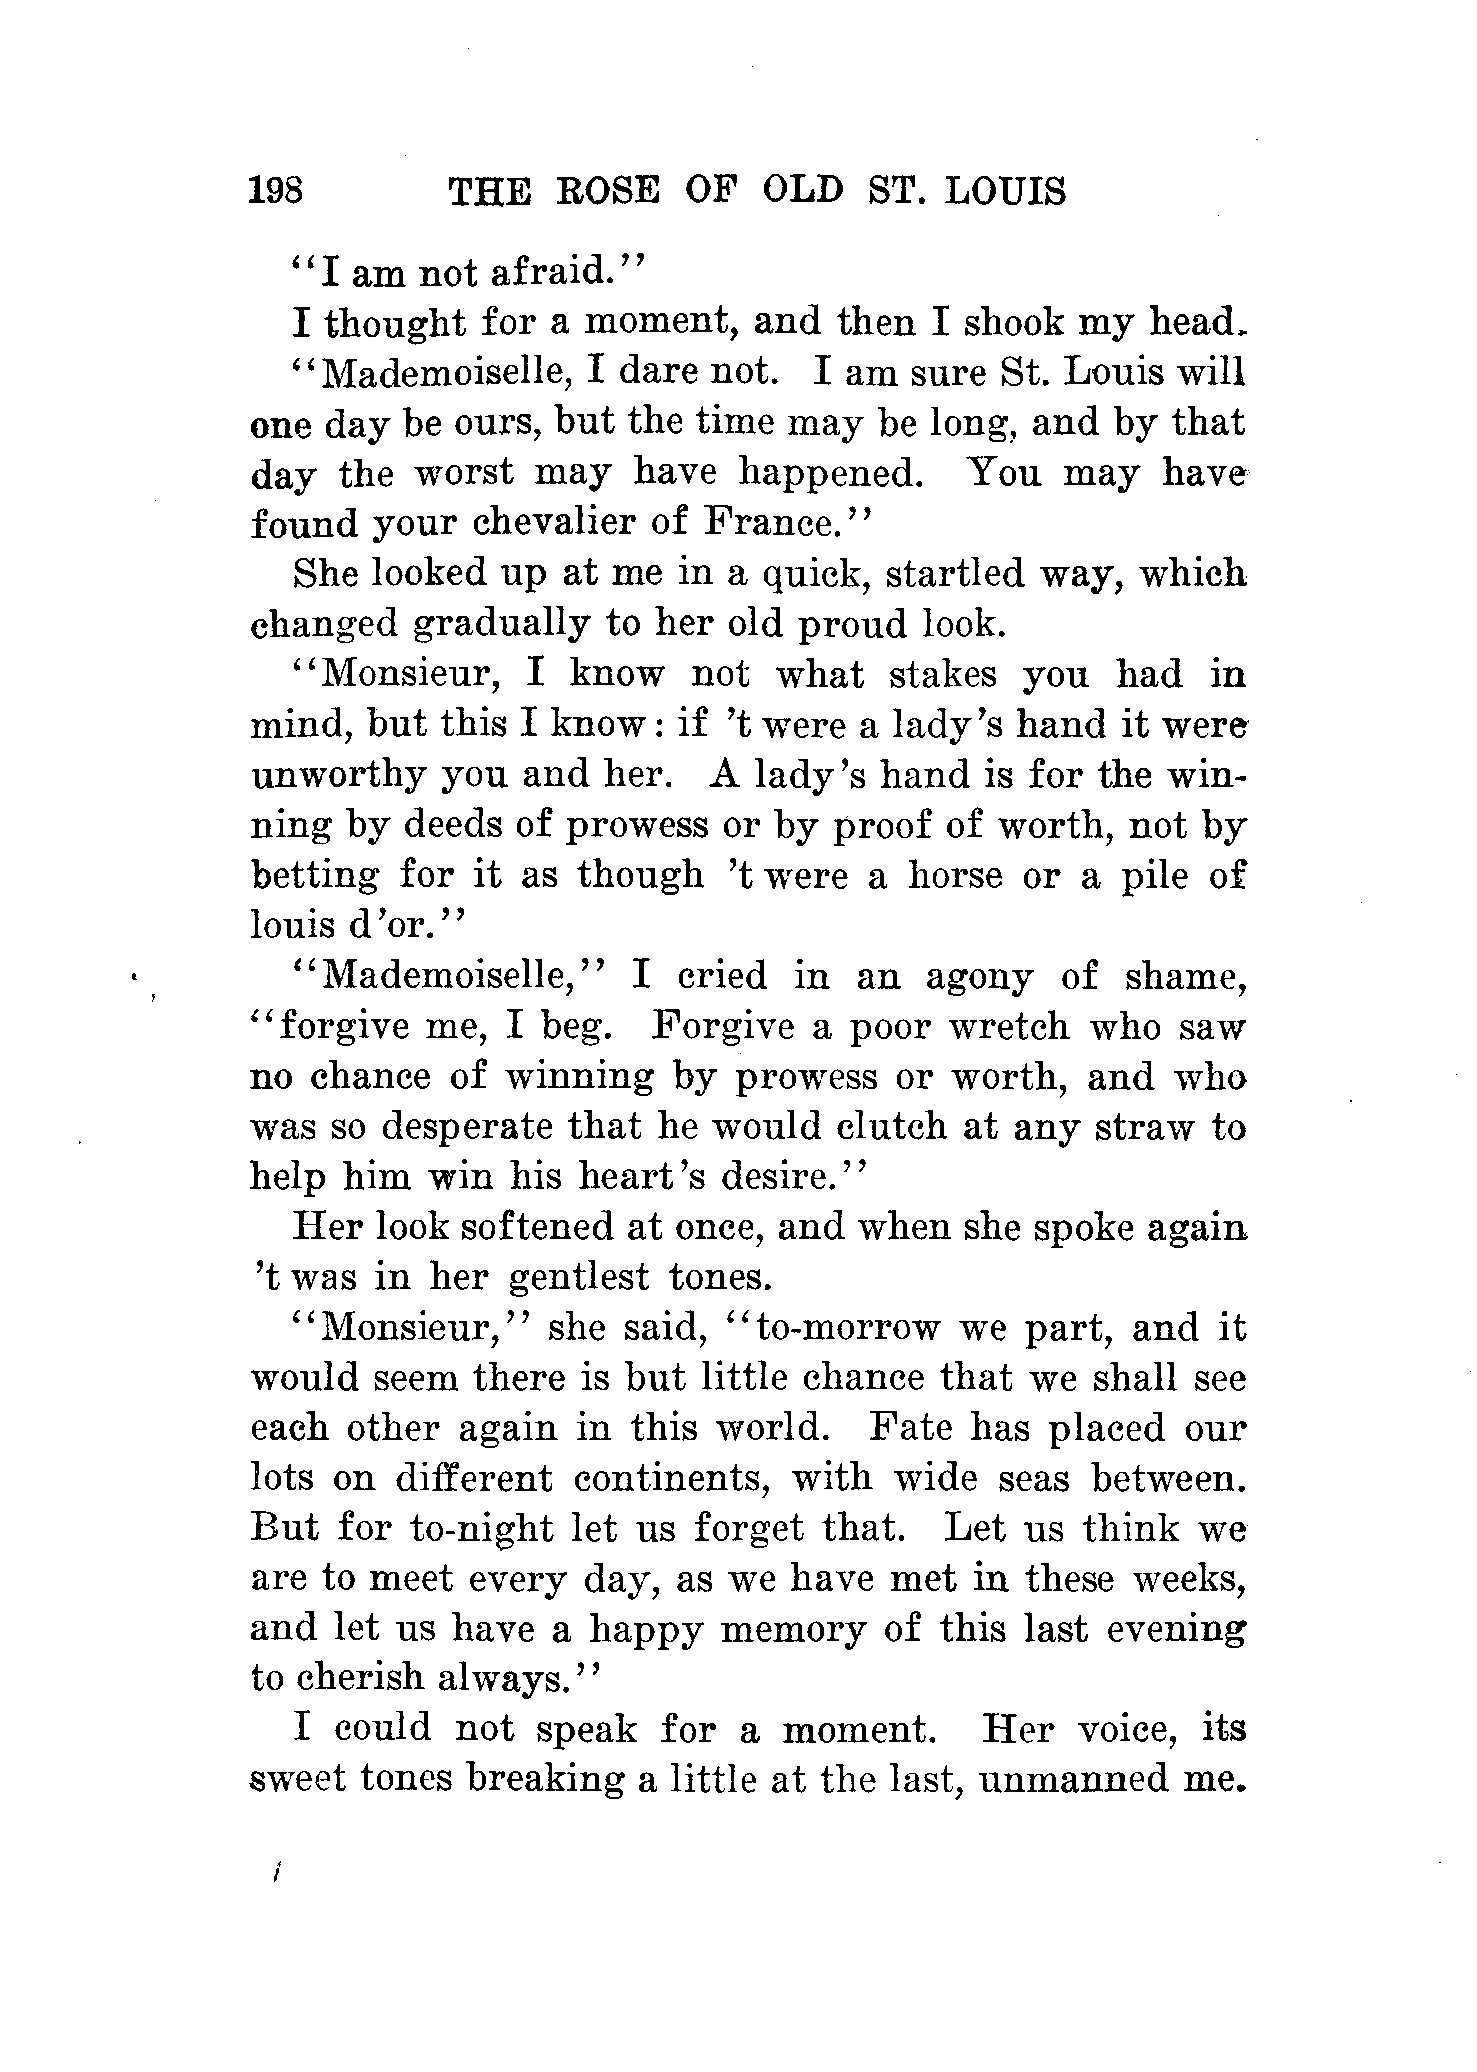 198 THE ROSE OF OLD ST. LOUIS
"I am not afraid."
I thought for a moment, and then I shook my head.
"Mademoiselle, I dare not. I am sure St. Louis will
one day be ours, but the time may be long, and by that
day the worst may have happened. You may have
found your chevalier of France."
She looked up at me in a quick, startled way, which
changed gradually to her old proud look.
"Monsieur, I know not what stakes you had in
mind, but this I know: if 't were a lady's hand it were
unworthy you and her. A lady's hand is for the win-
ning by deeds of prowess or by proof of worth, not by
betting for it as though 't were a horse or a pile of
louis d'or."
"Mademoiselle," I cried in an agony of shame,
"forgive me, I beg. Forgive a poor wretch who saw
no chance of winning by prowess or worth, and who
was so desperate that he would clutch at any straw to
help him win his heart's desire."
Her look softened at once, and when she spoke again
't was in her gentlest tones.
"Monsieur," she said, "to-morrow we part, and it
would seem there is but little chance that we shall see
each other again in this world. Fate has placed our
lots on different continents, with wide seas between.
But for to-night let us forget that. Let us think we
are to meet every day, as we have met in these weeks,
and let us have a happy memory of this last evening
to cherish always."
I could not speak for a moment. Her voice, its
sweet tones breaking a little at the last, unmanned me.